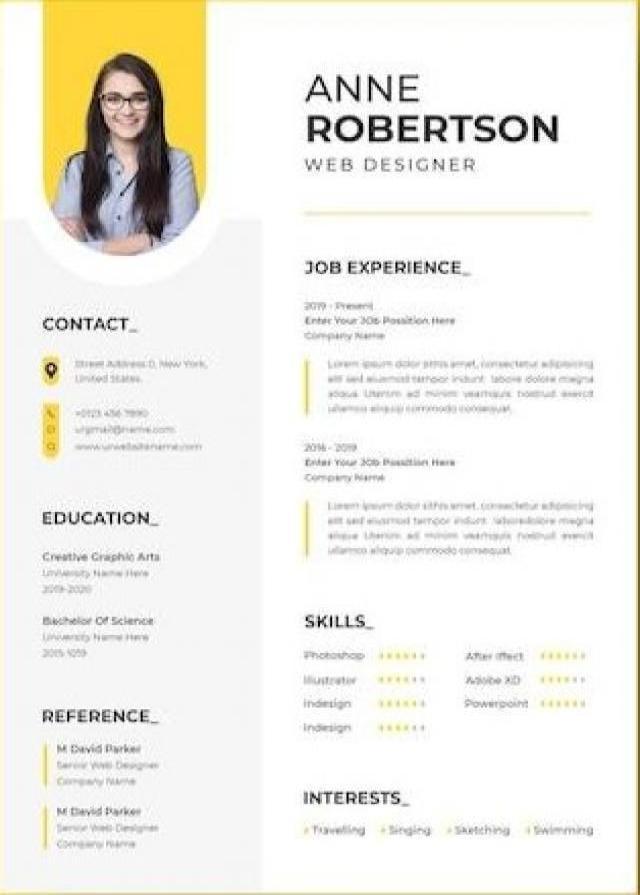 ANNE
ROBERTSON
WEB DESIGNER
CONTACT_
Street Address 0, New York,
United States.
+0123 456 7890
urgmail@name.com
www.urwebsitename.com
EDUCATION_
Creative Graphic Arts
University Name Here
2019-2020
Bachelor Of Science
University Name Here
2015-1019
REFERENCE_
M David Parker
Senior Web Designer
Company Name
M David Parker
Senior Web Designer
Company Name
JOB EXPERIENCE_
2019 - Present
Enter Your JOb Possition Here
Company Name
Lorem ipsum dolor sithis amet, consectetur adipiscing
elit sed eiusmod tempor indunt labore dolore magna
aliqua Utenim ad minim veamquis nostrud exercit
ullamco aliquip commodo consequat.
2016 - 2019
Enter Your JOb Possition Here
Company Name
Lorem ipsum dolor sithis amet, consectetur adipiscing
elit sed eiusmod tempor indunt laboredolore magna
aliqua Utenim ad minim veamquis nostrud exercit
ullamco aliquip commodo consequat.
SKILLS_
Photoshop
After Iffect
Illustrator
Adobe XD
Indesign
Powerpoint
Indesign
INTERESTS_
Travelling Singing Sketching Swimming